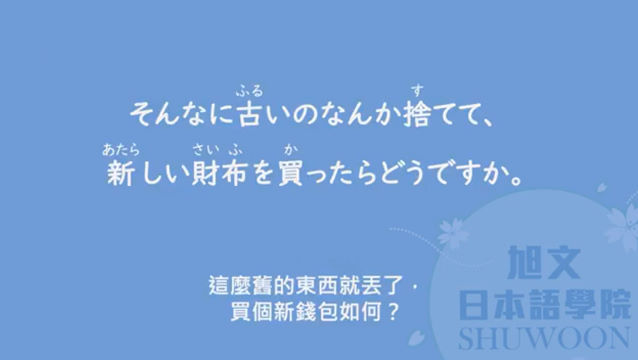 ふる す
そんなに古いのなんか捨てて、
あたら さい ふ か
新しい財布を買ったらどうですか。
這麼舊的東西就丟了，
買個新錢包如何？
旭文
日本語學院
SHUWOON